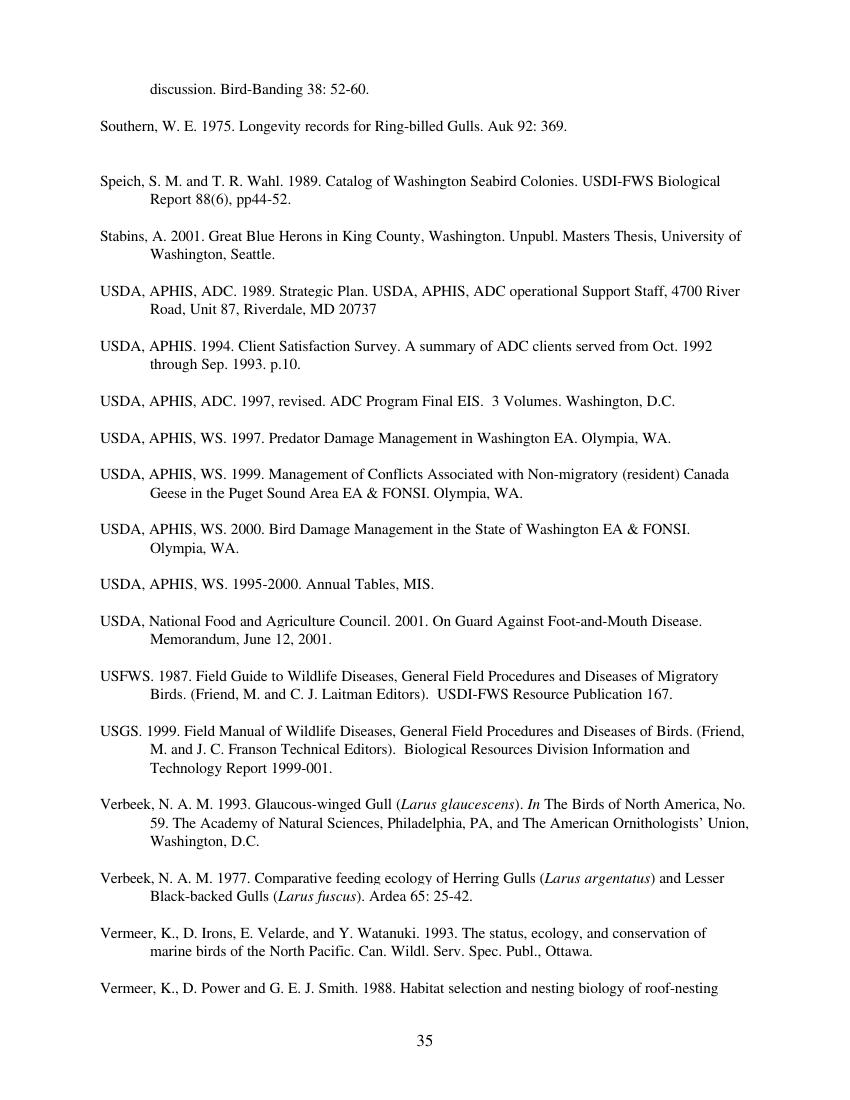 discussion. Bird-Banding 38: 52-60.
Southern, W. E. 1975. Longevity records for Ring-billed Gulls. Auk 92: 369.
Speich, S. M. and T. R. Wahl. 1989. Catalog of Washington Seabird Colonies. USDI-FWS Biological
Report 88(6), pp44-52.
Stabins, A. 2001. Great Blue Herons in King County, Washington. Unpubl. Masters Thesis, University of
Washington, Seattle.
USDA, APHIS, ADC. 1989. Strategic Plan. USDA, APHIS, ADC operational Support Staff, 4700 River
Road, Unit 87, Riverdale, MD 20737
USDA, APHIS. 1994. Client Satisfaction Survey. A summary of ADC clients served from Oct. 1992
through Sep. 1993. p.10.
USDA, APHIS, ADC. 1997, revised. ADC Program Final EIS.  3 Volumes. Washington, D.C.
USDA, APHIS, WS. 1997. Predator Damage Management in Washington EA. Olympia, WA.
USDA, APHIS, WS. 1999. Management of Conflicts Associated with Non-migratory (resident) Canada
Geese in the Puget Sound Area EA & FONSI. Olympia, WA.
USDA, APHIS, WS. 2000. Bird Damage Management in the State of Washington EA & FONSI.
Olympia, WA.
USDA, APHIS, WS. 1995-2000. Annual Tables, MIS.
USDA, National Food and Agriculture Council. 2001. On Guard Against Foot-and-Mouth Disease.
Memorandum, June 12, 2001.
USFWS. 1987. Field Guide to Wildlife Diseases, General Field Procedures and Diseases of Migratory
Birds. (Friend, M. and C. J. Laitman Editors).  USDI-FWS Resource Publication 167.
USGS. 1999. Field Manual of Wildlife Diseases, General Field Procedures and Diseases of Birds. (Friend,
M. and J. C. Franson Technical Editors).  Biological Resources Division Information and
Technology Report 1999-001.
Verbeek, N. A. M. 1993. Glaucous-winged Gull (Larus glaucescens). In The Birds of North America, No.
59. The Academy of Natural Sciences, Philadelphia, PA, and The American Ornithologists’ Union,
Washington, D.C.
Verbeek, N. A. M. 1977. Comparative feeding ecology of Herring Gulls (Larus argentatus) and Lesser
Black-backed Gulls (Larus fuscus). Ardea 65: 25-42.
Vermeer, K., D. Irons, E. Velarde, and Y. Watanuki. 1993. The status, ecology, and conservation of
marine birds of the North Pacific. Can. Wildl. Serv. Spec. Publ., Ottawa.
Vermeer, K., D. Power and G. E. J. Smith. 1988. Habitat selection and nesting biology of roof-nesting
35